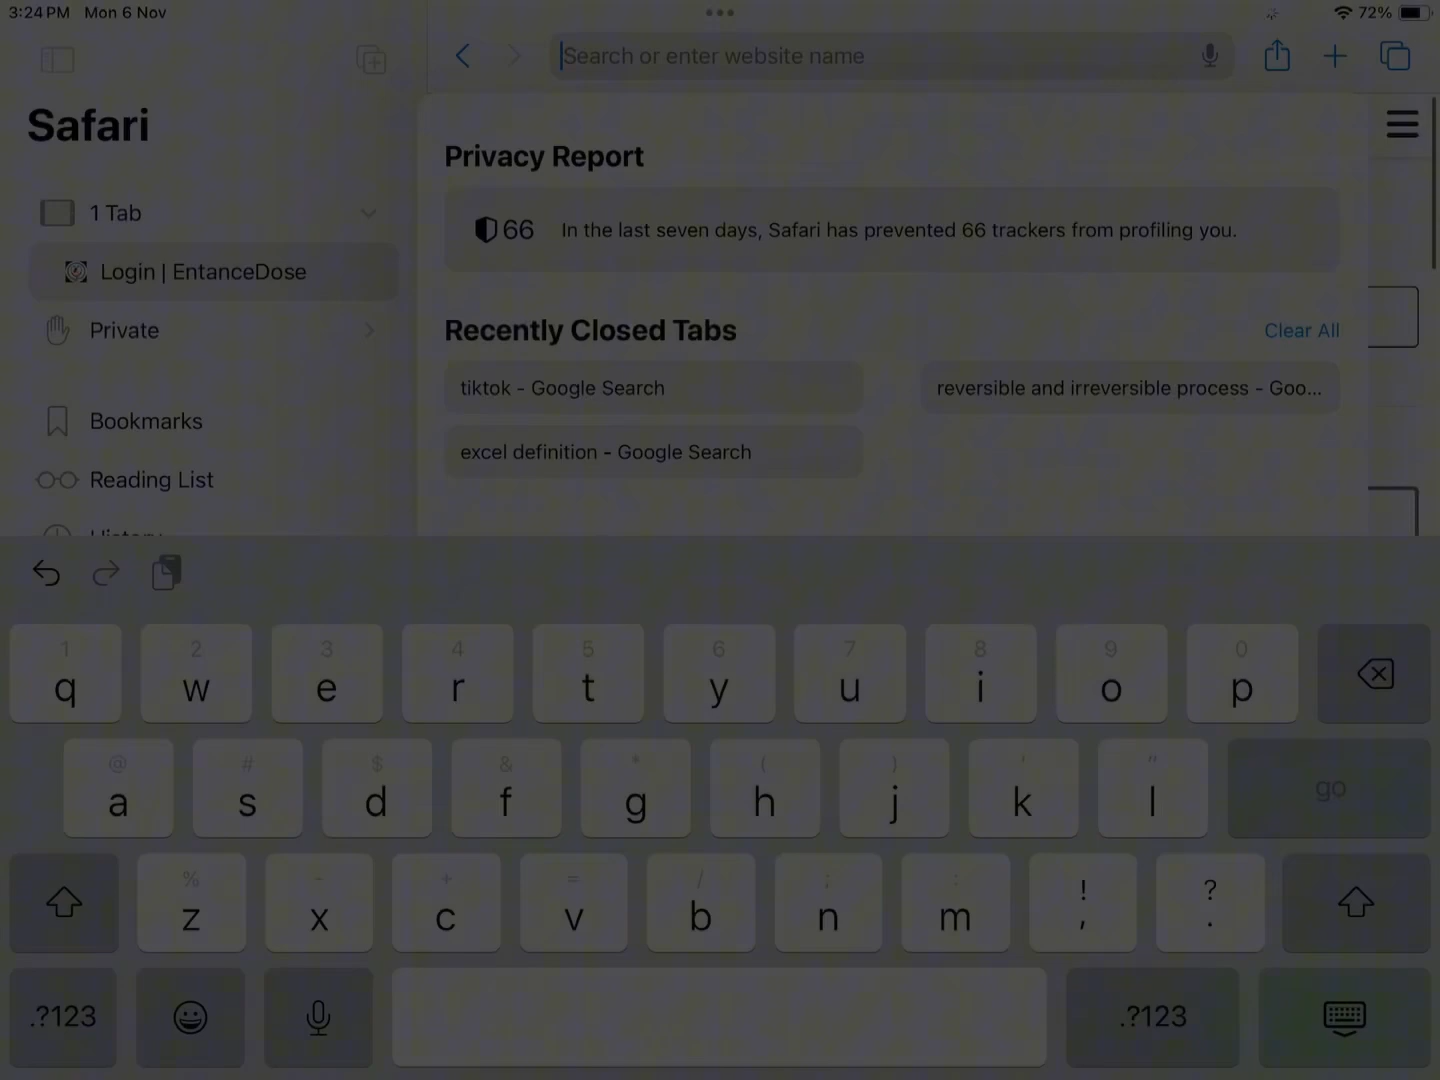 3:24 PM Mon 6 Nov
72%
Search or enter website name
Safari
1 Tab
Login | EntanceDose
Private
Bookmarks
Reading List
History
Privacy Report
66 In the last seven days, Safari has prevented 66 trackers from profiling you.
Recently Closed Tabs
Clear All
tiktok - Google Search
reversible and irreversible process - Goo...
excel definition - Google Search
1 2 3 4 5 6 7 8 9 0
q w e r t y u i o p
@ # $ & * ( ) ' "
a s d f g h j k l go
% - + = / ; : ! ?
z x c v b n m , .
.?123 .?123